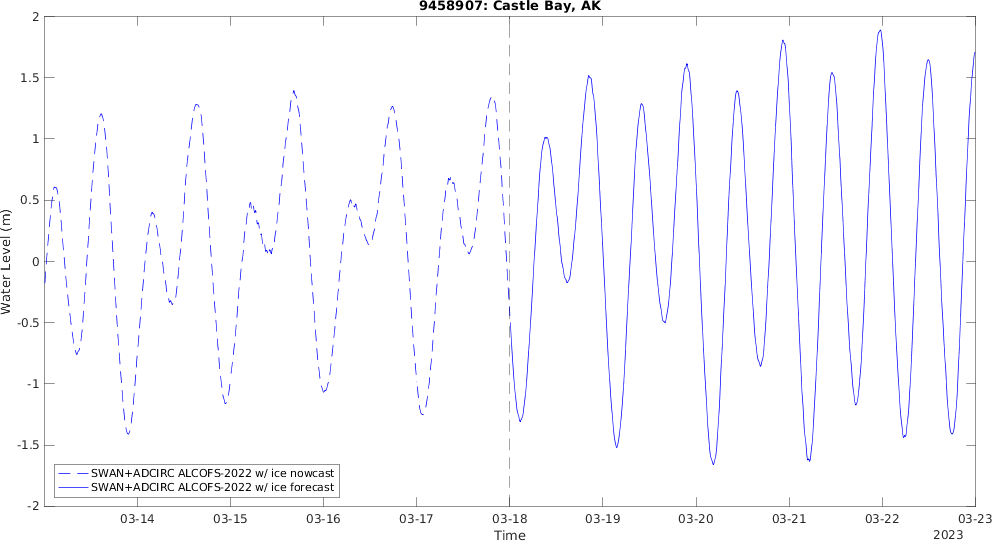 9458907: Castle Bay, AK
2
1.5
1
0.5
0
-0.5
-1
-1.5
-2
Water Level (m)
SWAN+ADCIRC ALCOFS-2022 w/ ice nowcast
SWAN+ADCIRC ALCOFS-2022 w/ ice forecast
03-14 03-15 03-16 03-17 03-18 03-19 03-20 03-21 03-22 03-23
Time
2023